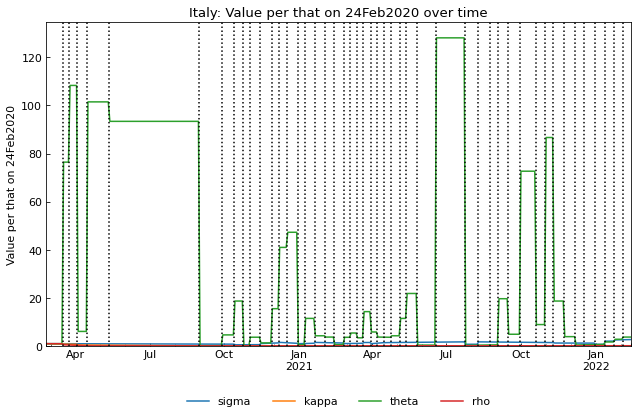 Italy: Value per that on 24Feb2020 over time
Value per that on 24Feb2020
120
100
80
60
40
20
0
Apr Jul Oct Jan Apr Jul Oct Jan
2021 2022
sigma kappa theta rho